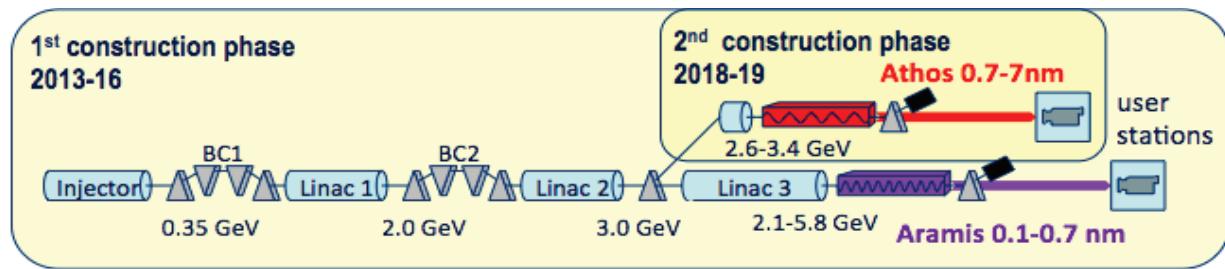 1st construction phase
2013-16
2nd construction phase
2018-19
Athos 0.7-7nm
user
stations
2.6-3.4 GeV
BC1
BC2
Injector
Linac 1
Linac 2
Linac 3
0.35 GeV
2.0 GeV
3.0 GeV
2.1-5.8 GeV
Aramis 0.1-0.7 nm